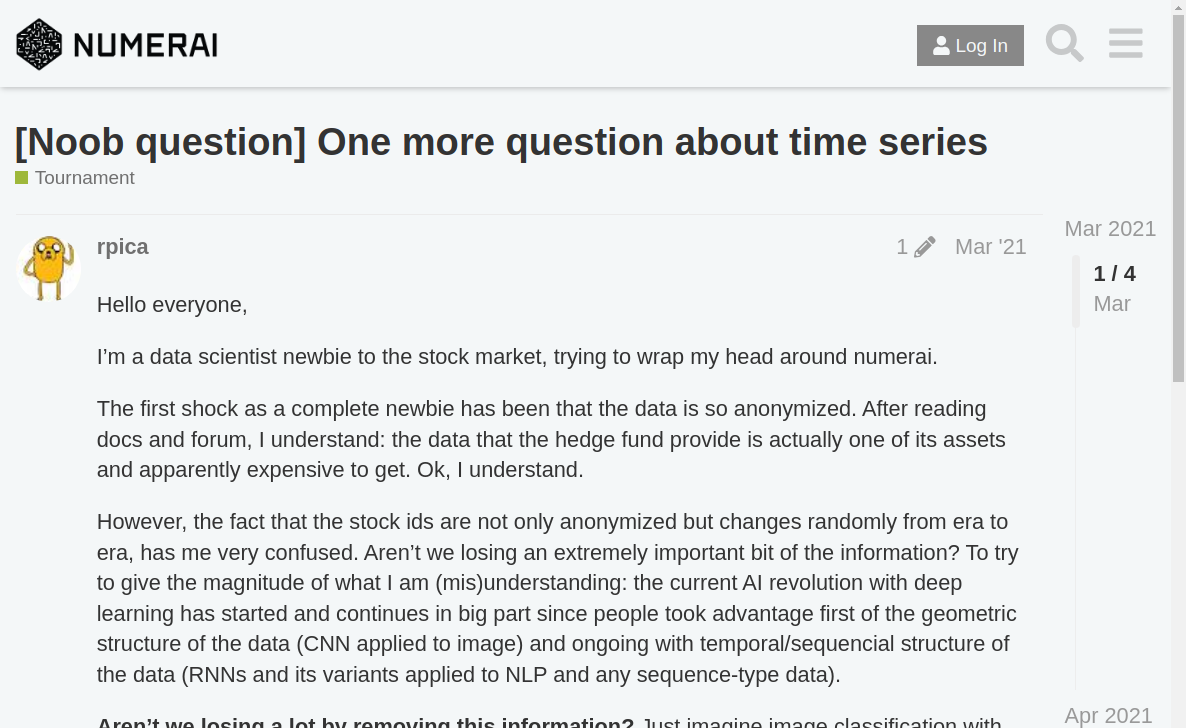 NUMERAI
Log In
[Noob question] One more question about time series
Tournament
rpica
1
Mar '21
Mar 2021
1 / 4
Mar
Hello everyone,
I’m a data scientist newbie to the stock market, trying to wrap my head around numerai.
The first shock as a complete newbie has been that the data is so anonymized. After reading
docs and forum, I understand: the data that the hedge fund provide is actually one of its assets
and apparently expensive to get. Ok, I understand.
However, the fact that the stock ids are not only anonymized but changes randomly from era to
era, has me very confused. Aren’t we losing an extremely important bit of the information? To try
to give the magnitude of what I am (mis)understanding: the current AI revolution with deep
learning has started and continues in big part since people took advantage first of the geometric
structure of the data (CNN applied to image) and ongoing with temporal/sequencial structure of
the data (RNNs and its variants applied to NLP and any sequence-type data).
Aren’t we losing a lot by removing this information? Just imagine image classification with
Apr 2021